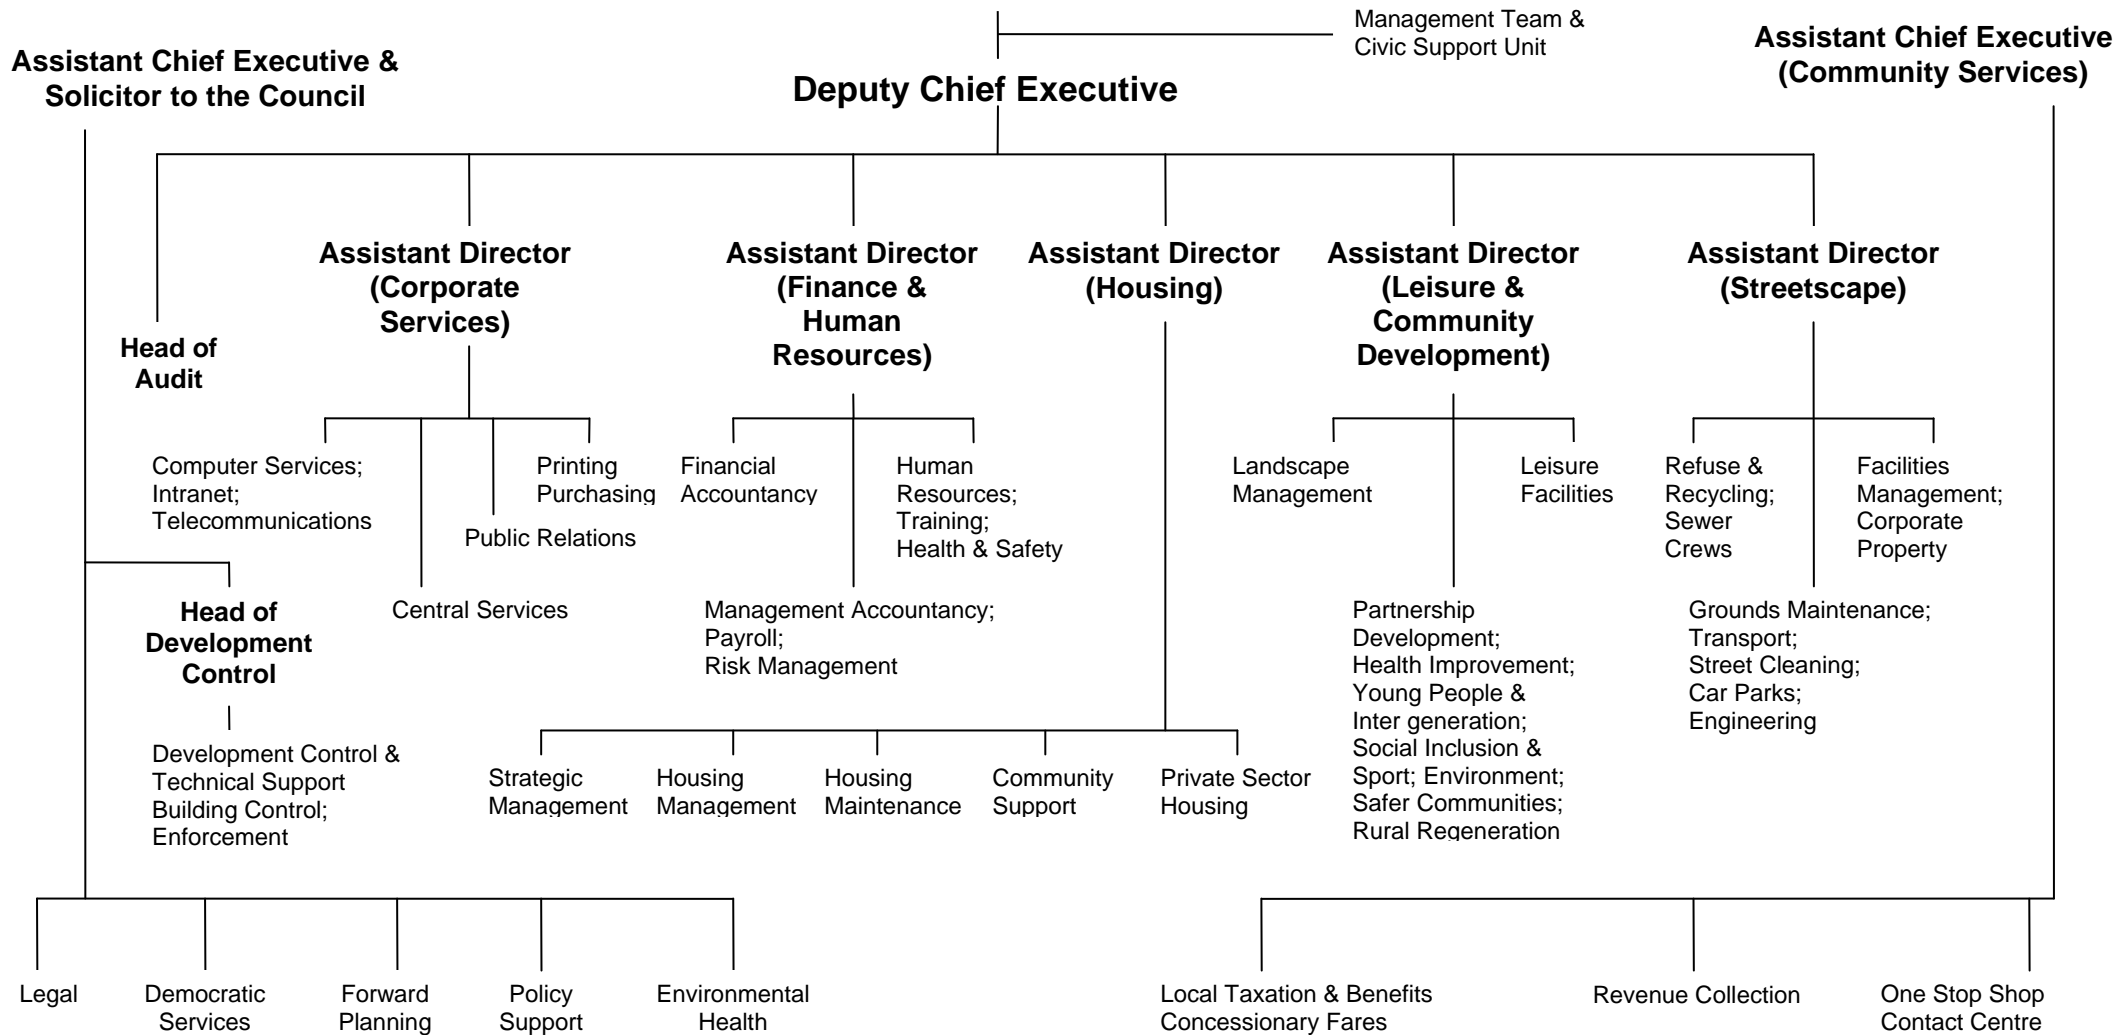 Management Team &
Civic Support Unit
Assistant Chief Executive &
Solicitor to the Council
Deputy Chief Executive
Assistant Chief Executive
(Community Services)
Head of
Audit
Assistant Director
(Corporate
Services)
Assistant Director
(Finance &
Human
Resources)
Assistant Director
(Housing)
Assistant Director
(Leisure &
Community
Development)
Assistant Director
(Streetscape)
Computer Services;
Intranet;
Telecommunications
Central Services
Public Relations
Printing
Purchasing
Financial
Accountancy
Management Accountancy;
Payroll;
Risk Management
Human
Resources;
Training;
Health & Safety
Landscape
Management
Partnership
Development;
Health Improvement;
Young People &
Inter generation;
Social Inclusion &
Sport; Environment;
Safer Communities;
Rural Regeneration
Leisure
Facilities
Refuse &
Recycling;
Sewer
Crews
Grounds Maintenance;
Transport;
Street Cleaning;
Car Parks;
Engineering
Facilities
Management;
Corporate
Property
Head of
Development
Control
Development Control &
Technical Support
Building Control;
Enforcement
Strategic
Management
Housing
Management
Housing
Maintenance
Community
Support
Private Sector
Housing
Legal
Democratic
Services
Forward
Planning
Policy
Support
Environmental
Health
Local Taxation & Benefits
Concessionary Fares
Revenue Collection
One Stop Shop
Contact Centre